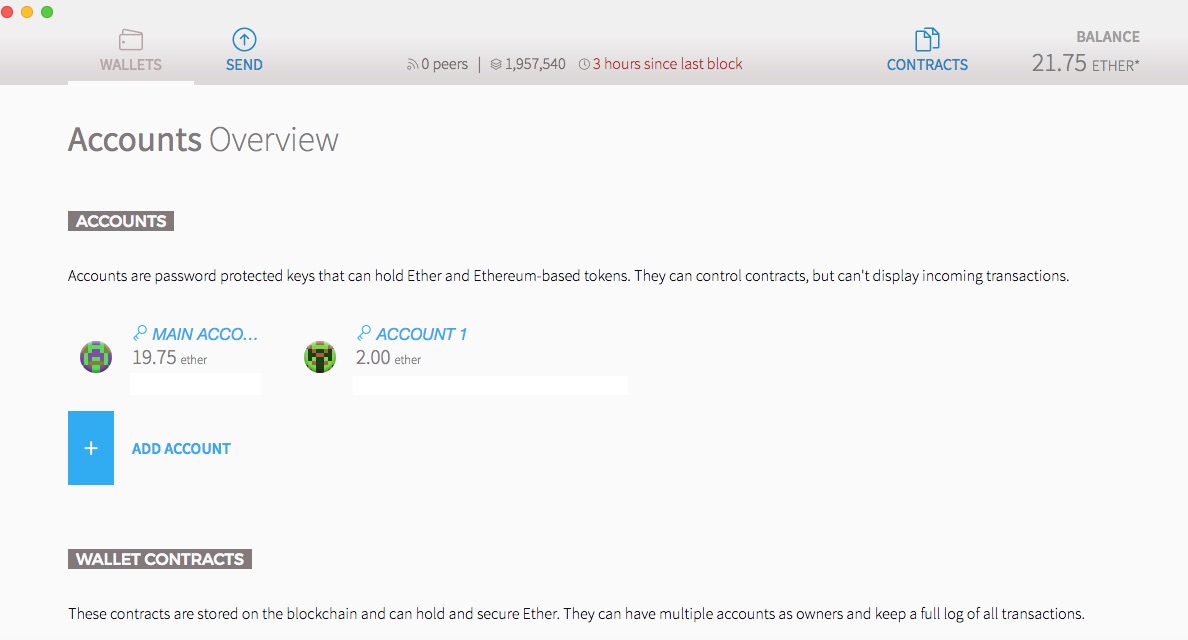 WALLETS
SEND
0 peers | 1,957,540 3 hours since last block
CONTRACTS
BALANCE
21.75 ETHER*
Accounts Overview
ACCOUNTS
Accounts are password protected keys that can hold Ether and Ethereum-based tokens. They can control contracts, but can't display incoming transactions.
MAIN ACCO...
19.75 ether
ACCOUNT 1
2.00 ether
+
ADD ACCOUNT
WALLET CONTRACTS
These contracts are stored on the blockchain and can hold and secure Ether. They can have multiple accounts as owners and keep a full log of all transactions.